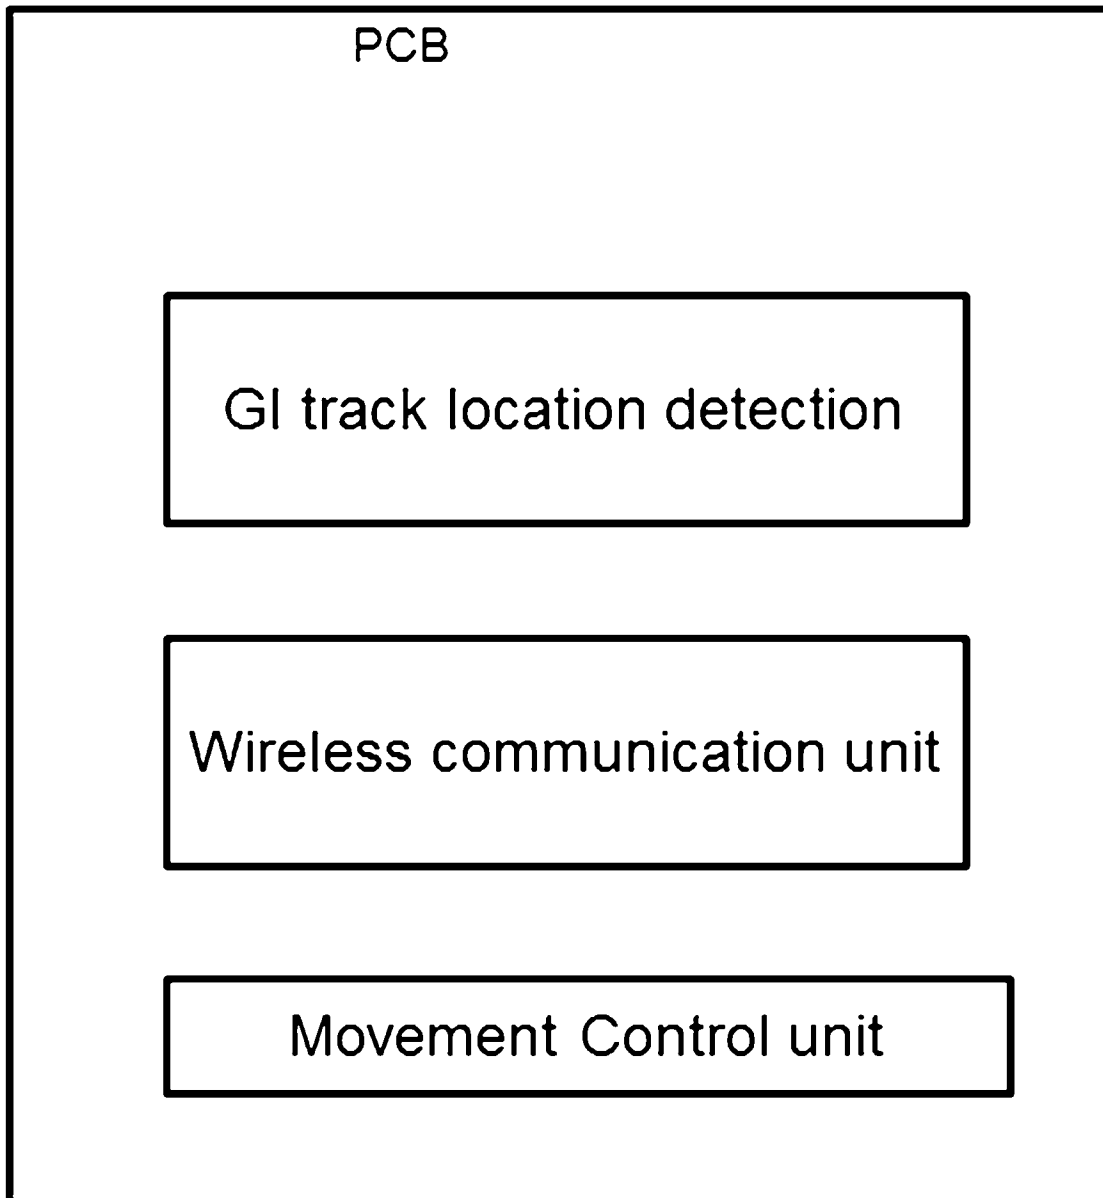 PCB
GI track location detection
Wireless communication unit
Movement Control unit